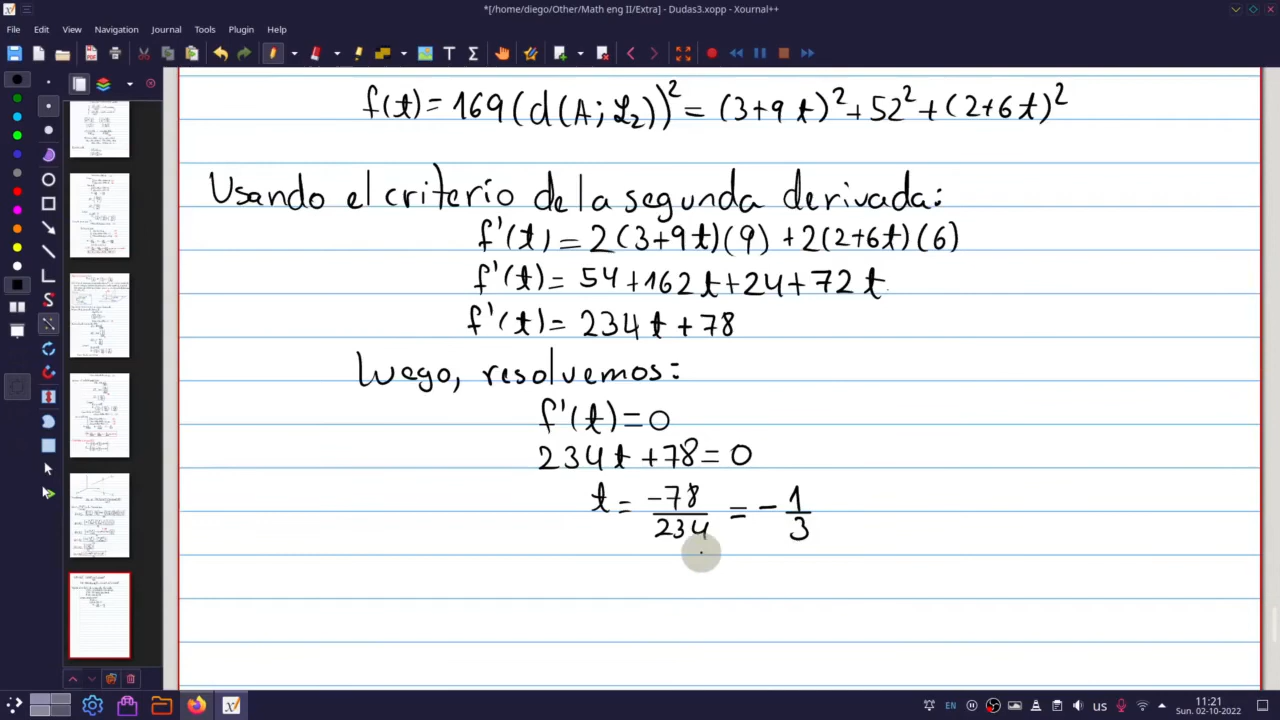 *[/home/diego/Other/Math eng II/Extra] - Dudas3.xopp - Xournal++
File Edit View Navigation Journal Tools Plugin Help
f(t) = 169 (d(A; ℒ₂))² = (3+9t)² + 52² + (2+6t)²
Usando el criterio de la segunda derivada:
f'(t) = 2(3+9t)(9) + 2(2+6t)(6)
f'(t) = 54 + 162t + 24 + 72t
f'(t) = 234t + 78
Luego, resolvemos:
f'(t) = 0
234t + 78 = 0
t = -78/234 = -1/3
EN us 11:21
Sun. 02-10-2022